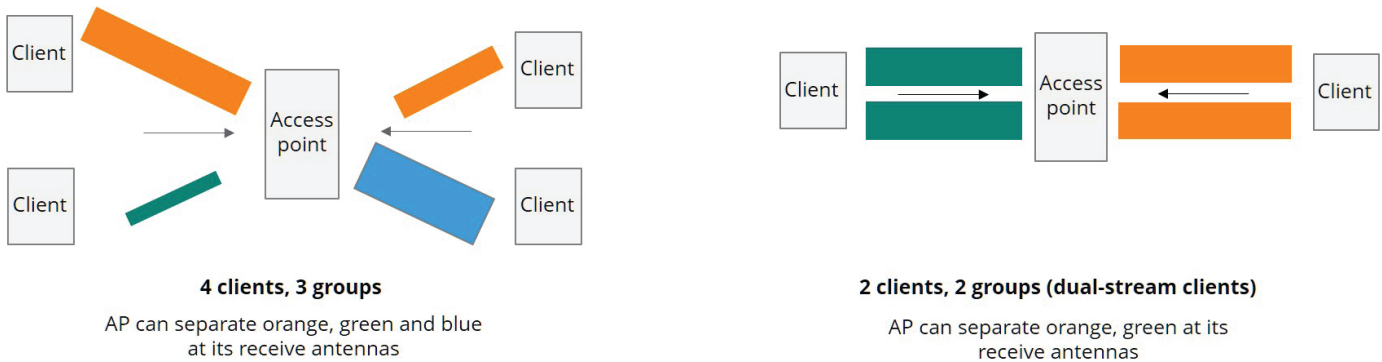 Client
Client
Access
point
Client
Client
4 clients, 3 groups
AP can separate orange, green and blue
at its receive antennas
Client
Access
point
Client
2 clients, 2 groups (dual-stream clients)
AP can separate orange, green at its
receive antennas